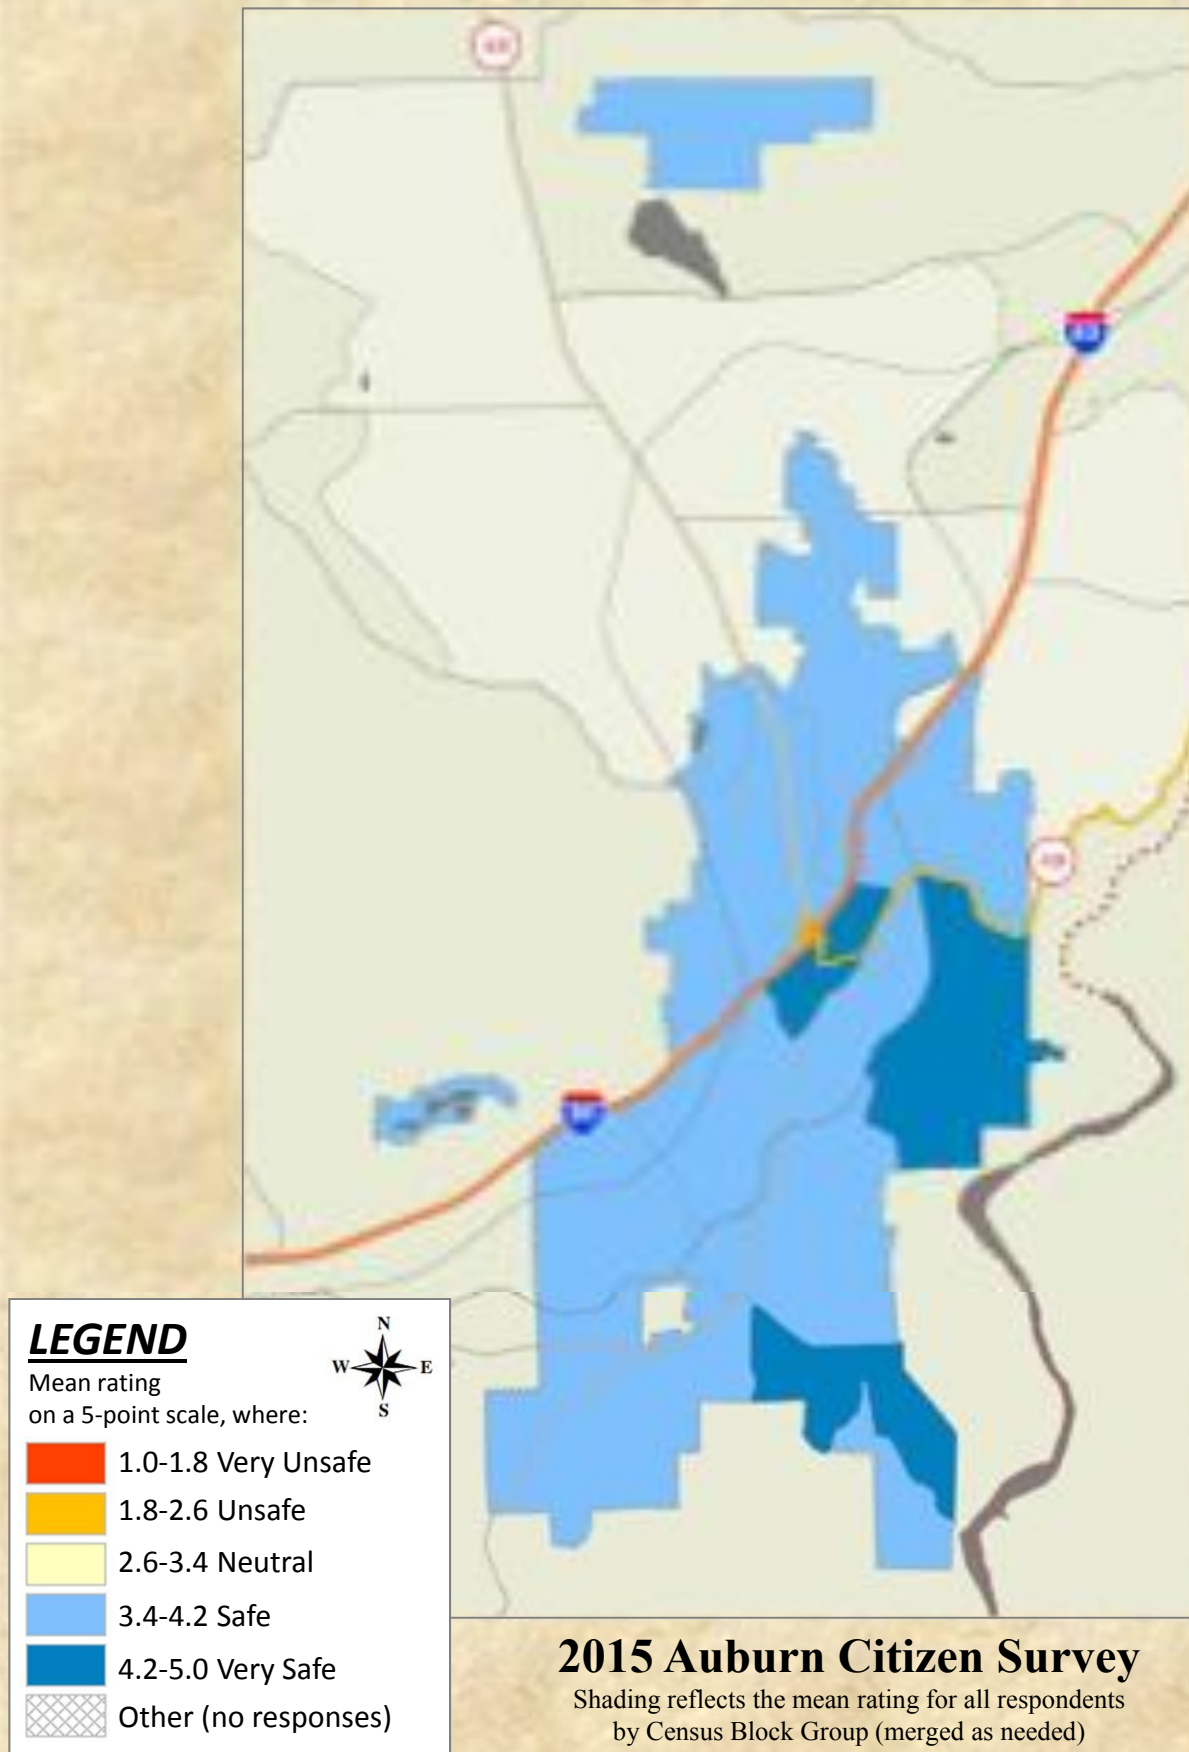 LEGEND
N
W E
S
Mean rating
on a 5-point scale, where:
1.0-1.8 Very Unsafe
1.8-2.6 Unsafe
2.6-3.4 Neutral
3.4-4.2 Safe
4.2-5.0 Very Safe
Other (no responses)
2015 Auburn Citizen Survey
Shading reflects the mean rating for all respondents
by Census Block Group (merged as needed)